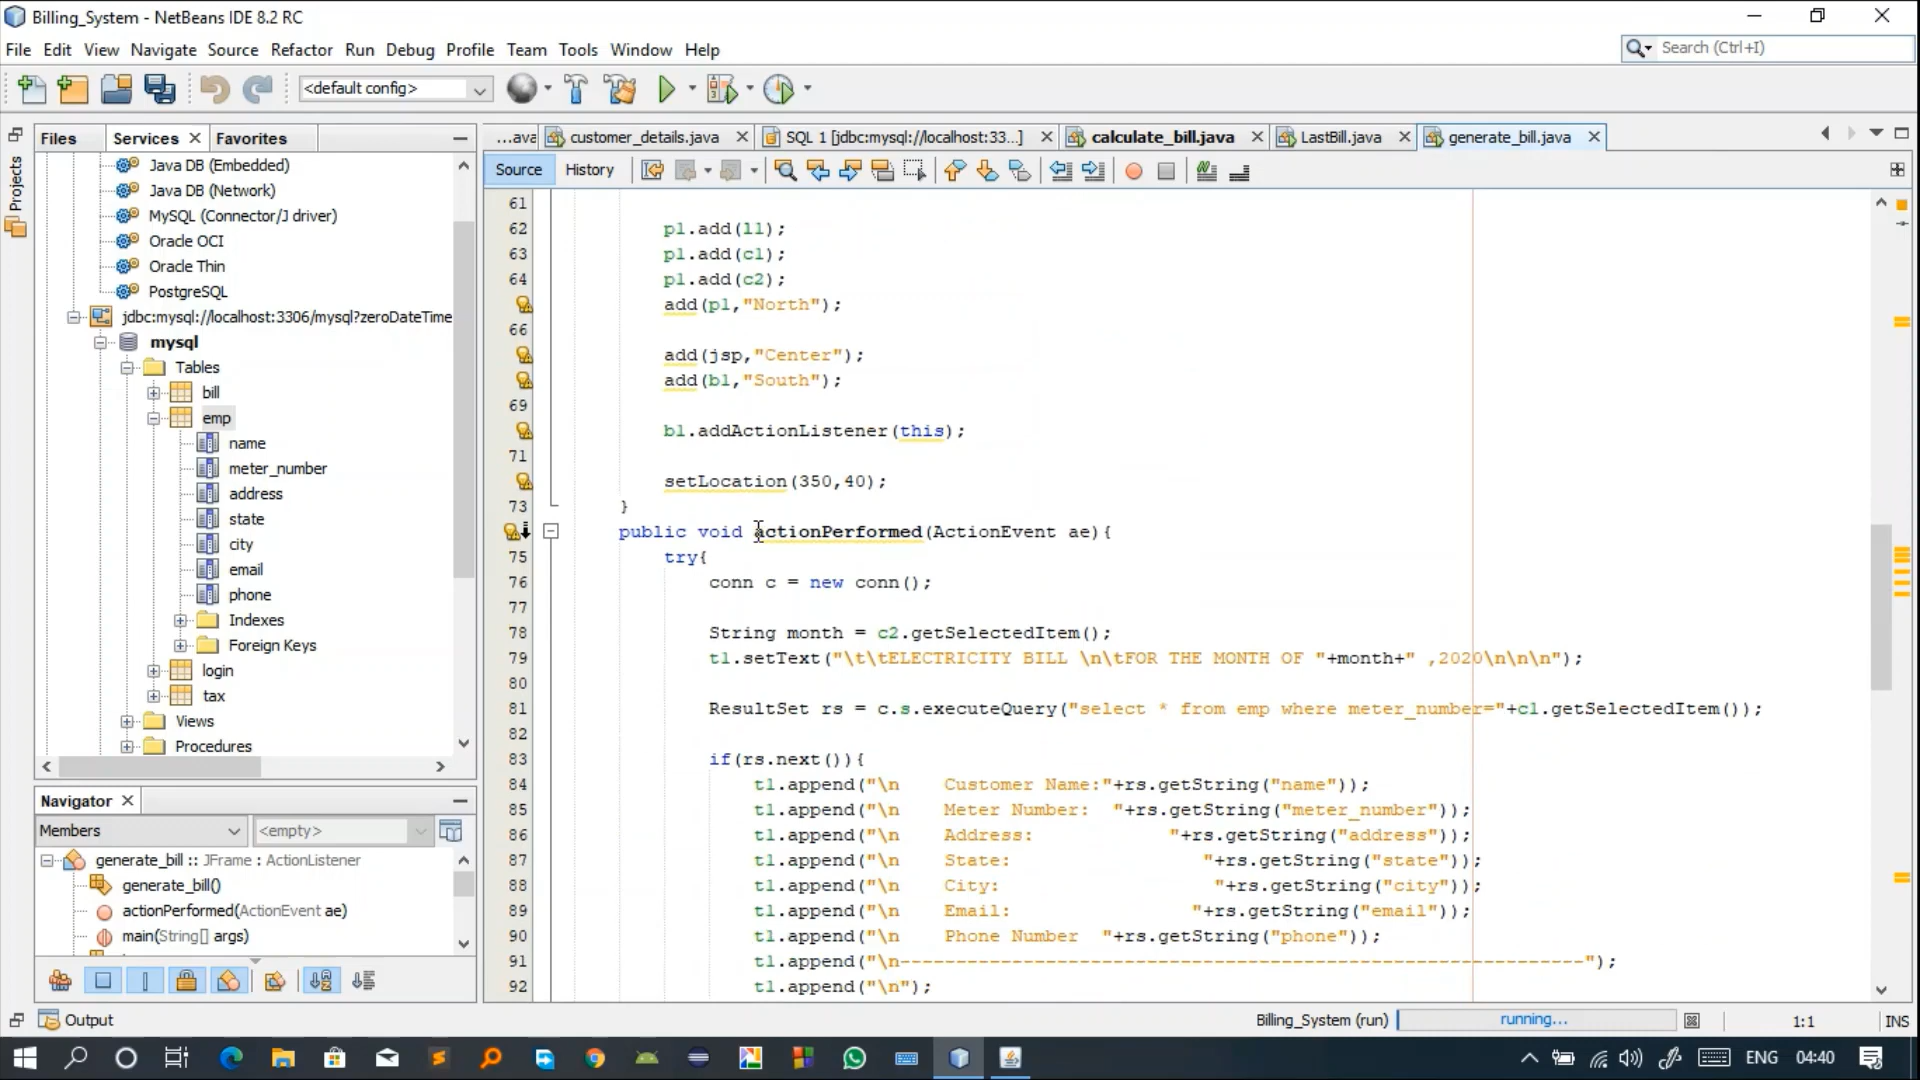 Billing_System - NetBeans IDE 8.2 RC
File Edit View Navigate Source Refactor Run Debug Profile Team Tools Window Help
Search (Ctrl+I)
<default config>
Projects
Files Services Favorites
Java DB (Embedded)
Java DB (Network)
MySQL (Connector/J driver)
Oracle OCI
Oracle Thin
PostgreSQL
jdbc:mysql://localhost:3306/mysql?zeroDateTime
mysql
Tables
bill
emp
name
meter_number
address
state
city
email
phone
Indexes
Foreign Keys
login
tax
Views
Procedures
Navigator
Members <empty>
generate_bill :: JFrame : ActionListener
generate_bill()
actionPerformed(ActionEvent ae)
main(String[] args)
...ava customer_details.java SQL 1 [jdbc:mysql://localhost:33...] calculate_bill.java LastBill.java generate_bill.java
Source History
61
62 p1.add(l1);
63 p1.add(c1);
64 p1.add(c2);
add(p1,"North");
66
add(jsp,"Center");
add(b1,"South");
69
b1.addActionListener(this);
71
setLocation(350,40);
73 }
public void actionPerformed(ActionEvent ae){
75 try{
76 conn c = new conn();
77
78 String month = c2.getSelectedItem();
79 t1.setText("\t\tELECTRICITY BILL \n\tFOR THE MONTH OF "+month+" ,2020\n\n\n");
80
81 ResultSet rs = c.s.executeQuery("select * from emp where meter_number="+c1.getSelectedItem());
82
83 if(rs.next()){
84 t1.append("\n    Customer Name:"+rs.getString("name"));
85 t1.append("\n    Meter Number:  "+rs.getString("meter_number"));
86 t1.append("\n    Address:            "+rs.getString("address"));
87 t1.append("\n    State:                 "+rs.getString("state"));
88 t1.append("\n    City:                   "+rs.getString("city"));
89 t1.append("\n    Email:                "+rs.getString("email"));
90 t1.append("\n    Phone Number  "+rs.getString("phone"));
91 t1.append("\n-------------------------------------------------------------");
92 t1.append("\n");
Output
Billing_System (run) running... 1:1 INS
ENG 04:40